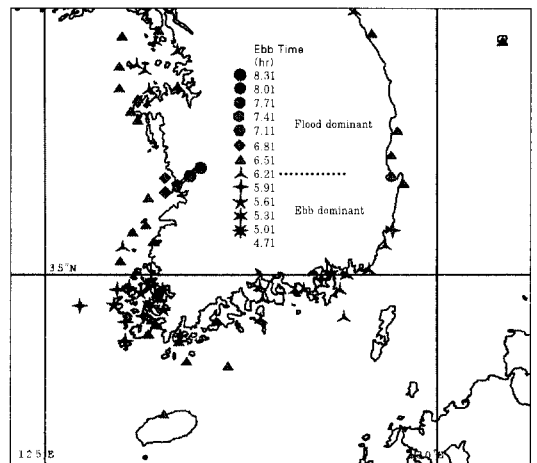 Ebb Time
(hr)
8.31
8.01
7.71
7.41
7.11
6.81
6.51
6.21
5.91
5.61
5.31
5.01
4.71
Flood dominant
Ebb dominant
35°N
125°E